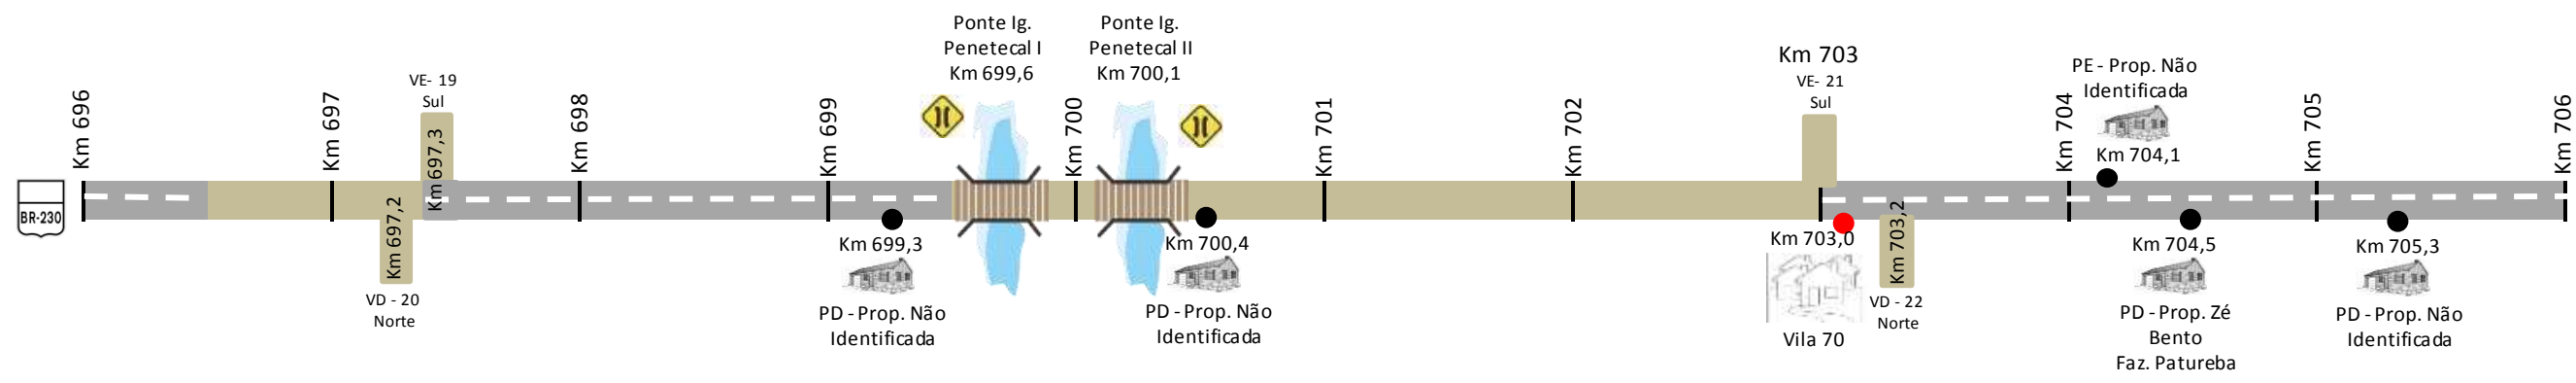 BR-230
Km 696
Km 697
Km 697,2
VD - 20
Norte
VE- 19
Sul
Km 697,3
Km 698
Km 699
Km 699,3
PD - Prop. Não
Identificada
Ponte Ig.
Penetecal I
Km 699,6
Km 700
Ponte Ig.
Penetecal II
Km 700,1
Km 700,4
PD - Prop. Não
Identificada
Km 701
Km 702
Km 703
VE- 21
Sul
Km 703,0
Vila 70
Km 703,2
VD - 22
Norte
Km 704
PE - Prop. Não
Identificada
Km 704,1
Km 704,5
PD - Prop. Zé
Bento
Faz. Patureba
Km 705
Km 705,3
PD - Prop. Não
Identificada
Km 706